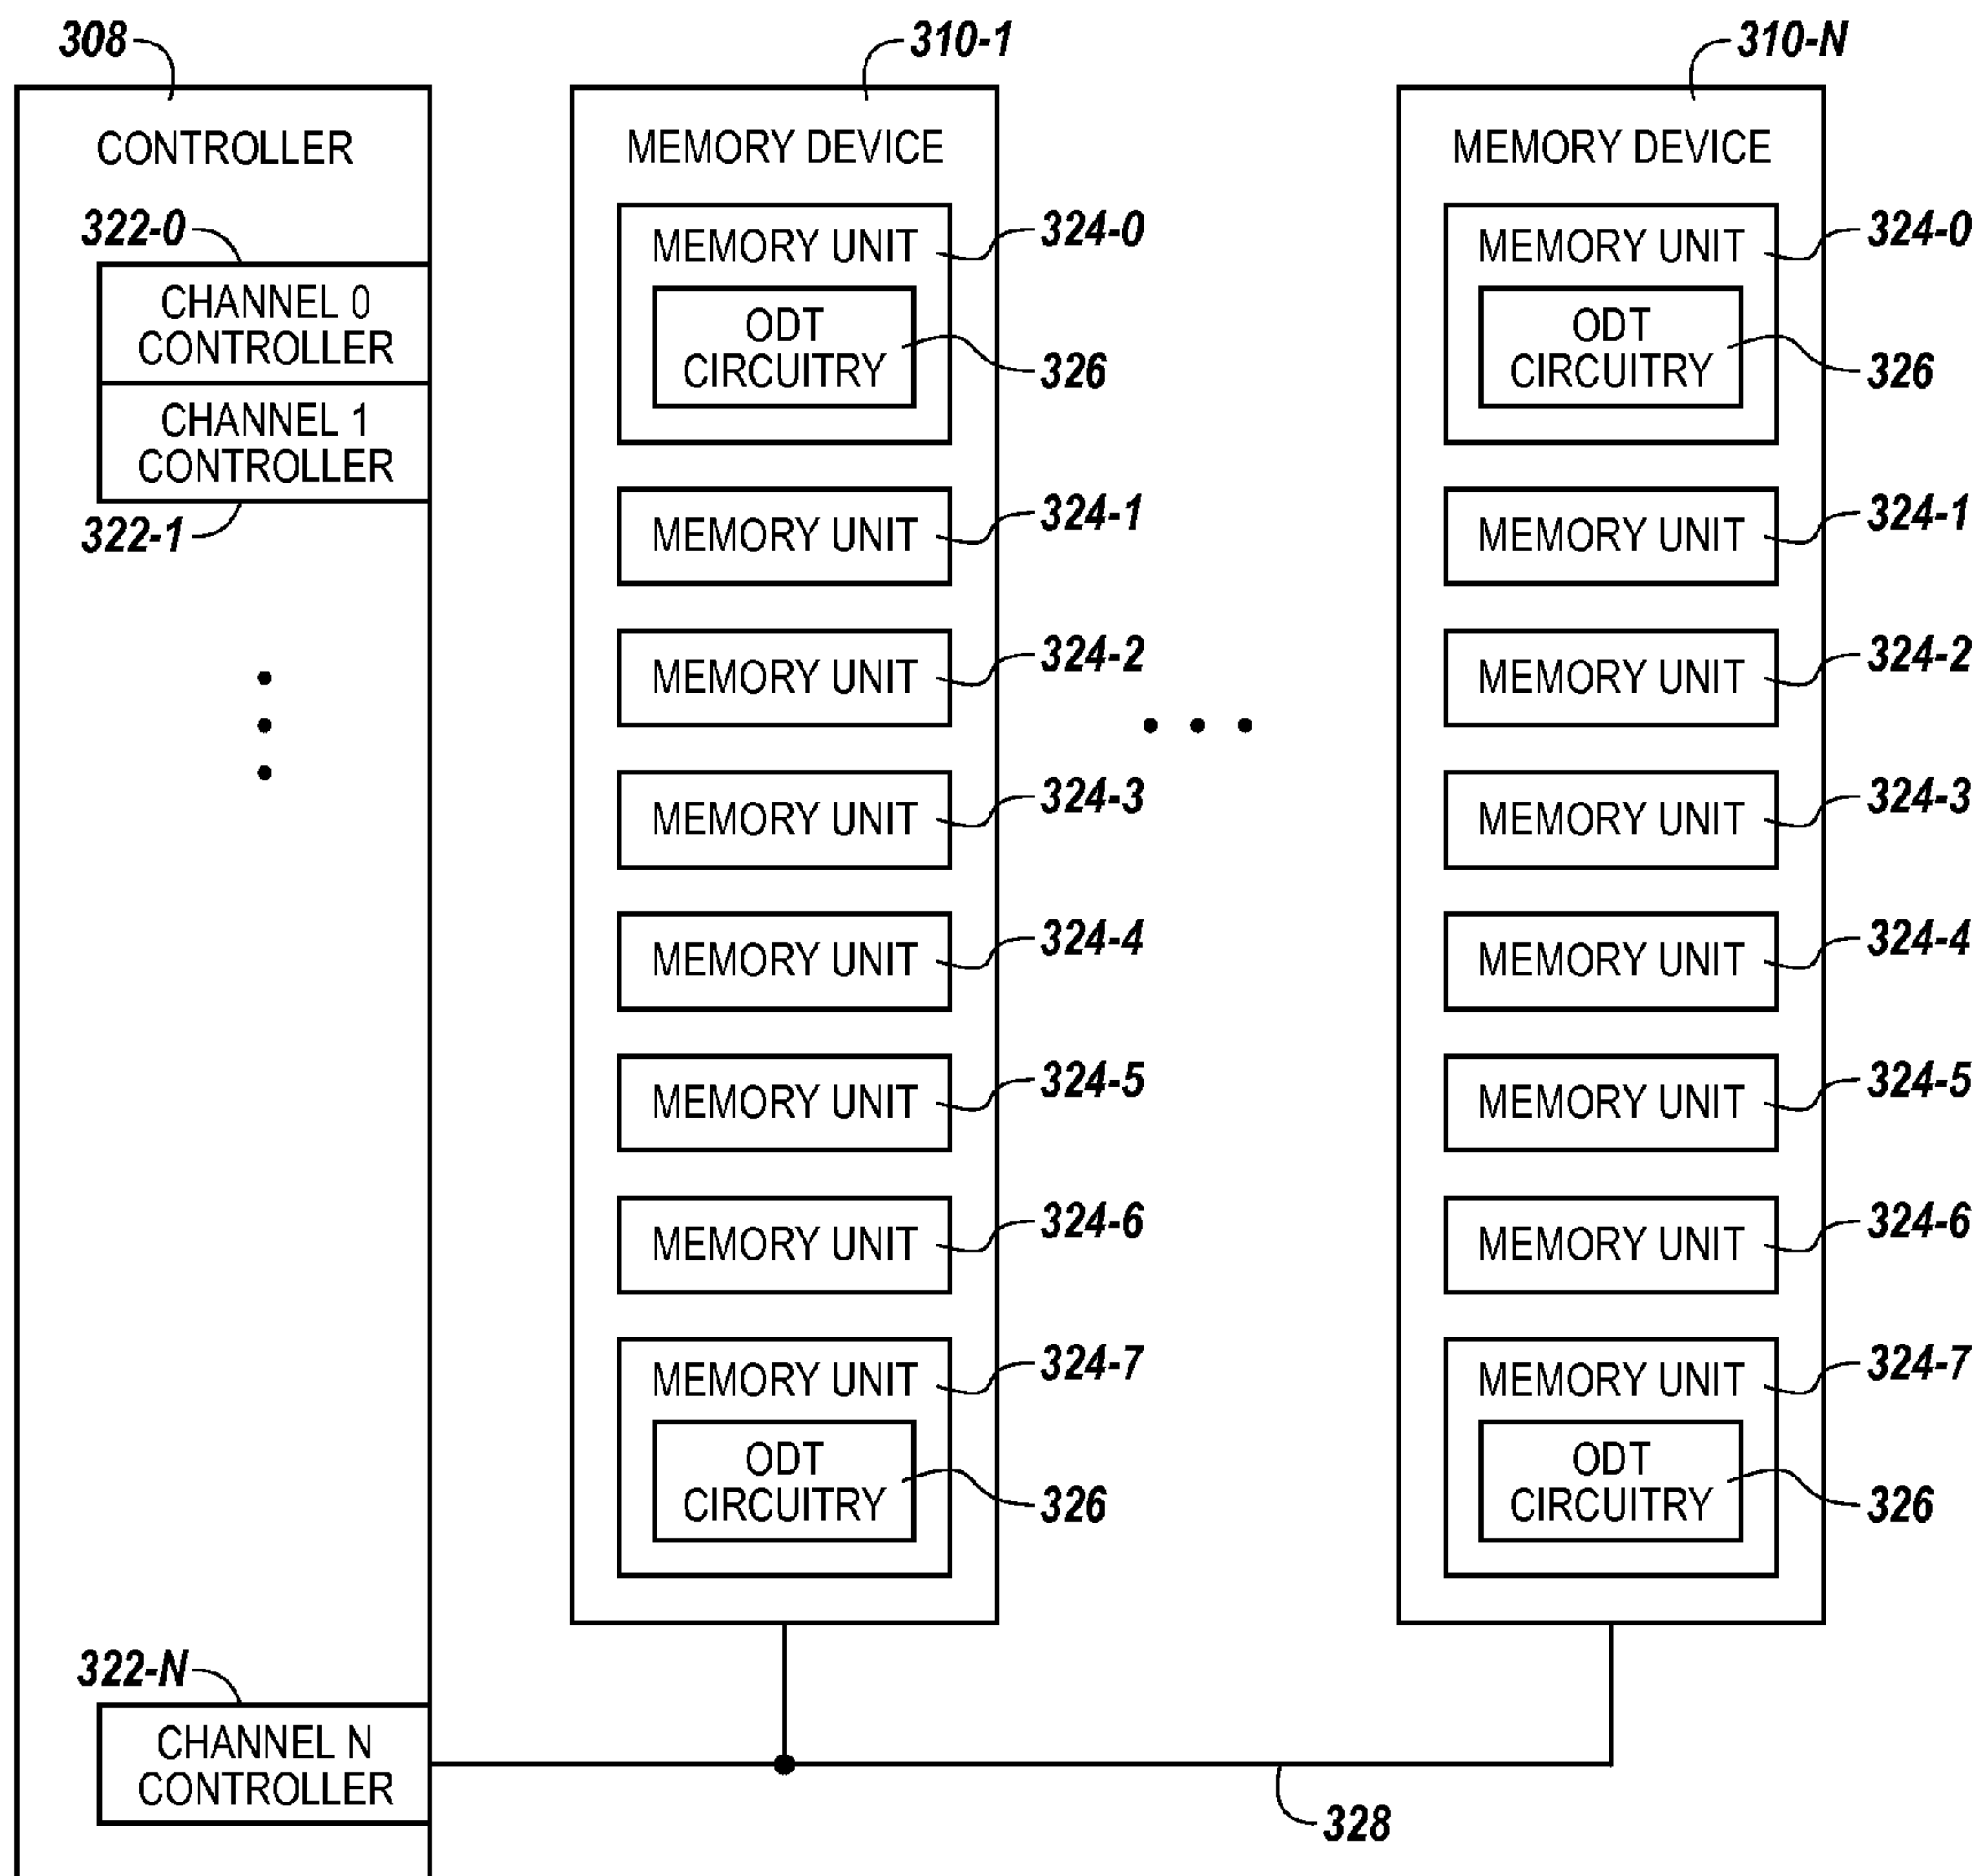 308
310-1
310-N
CONTROLLER
MEMORY DEVICE
MEMORY DEVICE
322-0
CHANNEL 0
CONTROLLER
CHANNEL 1
CONTROLLER
322-1
322-N
CHANNEL N
CONTROLLER
MEMORY UNIT
324-0
ODT
CIRCUITRY
326
MEMORY UNIT
324-1
MEMORY UNIT
324-2
MEMORY UNIT
324-3
MEMORY UNIT
324-4
MEMORY UNIT
324-5
MEMORY UNIT
324-6
MEMORY UNIT
324-7
ODT
CIRCUITRY
326
MEMORY UNIT
324-0
ODT
CIRCUITRY
326
MEMORY UNIT
324-1
MEMORY UNIT
324-2
MEMORY UNIT
324-3
MEMORY UNIT
324-4
MEMORY UNIT
324-5
MEMORY UNIT
324-6
MEMORY UNIT
324-7
ODT
CIRCUITRY
326
328